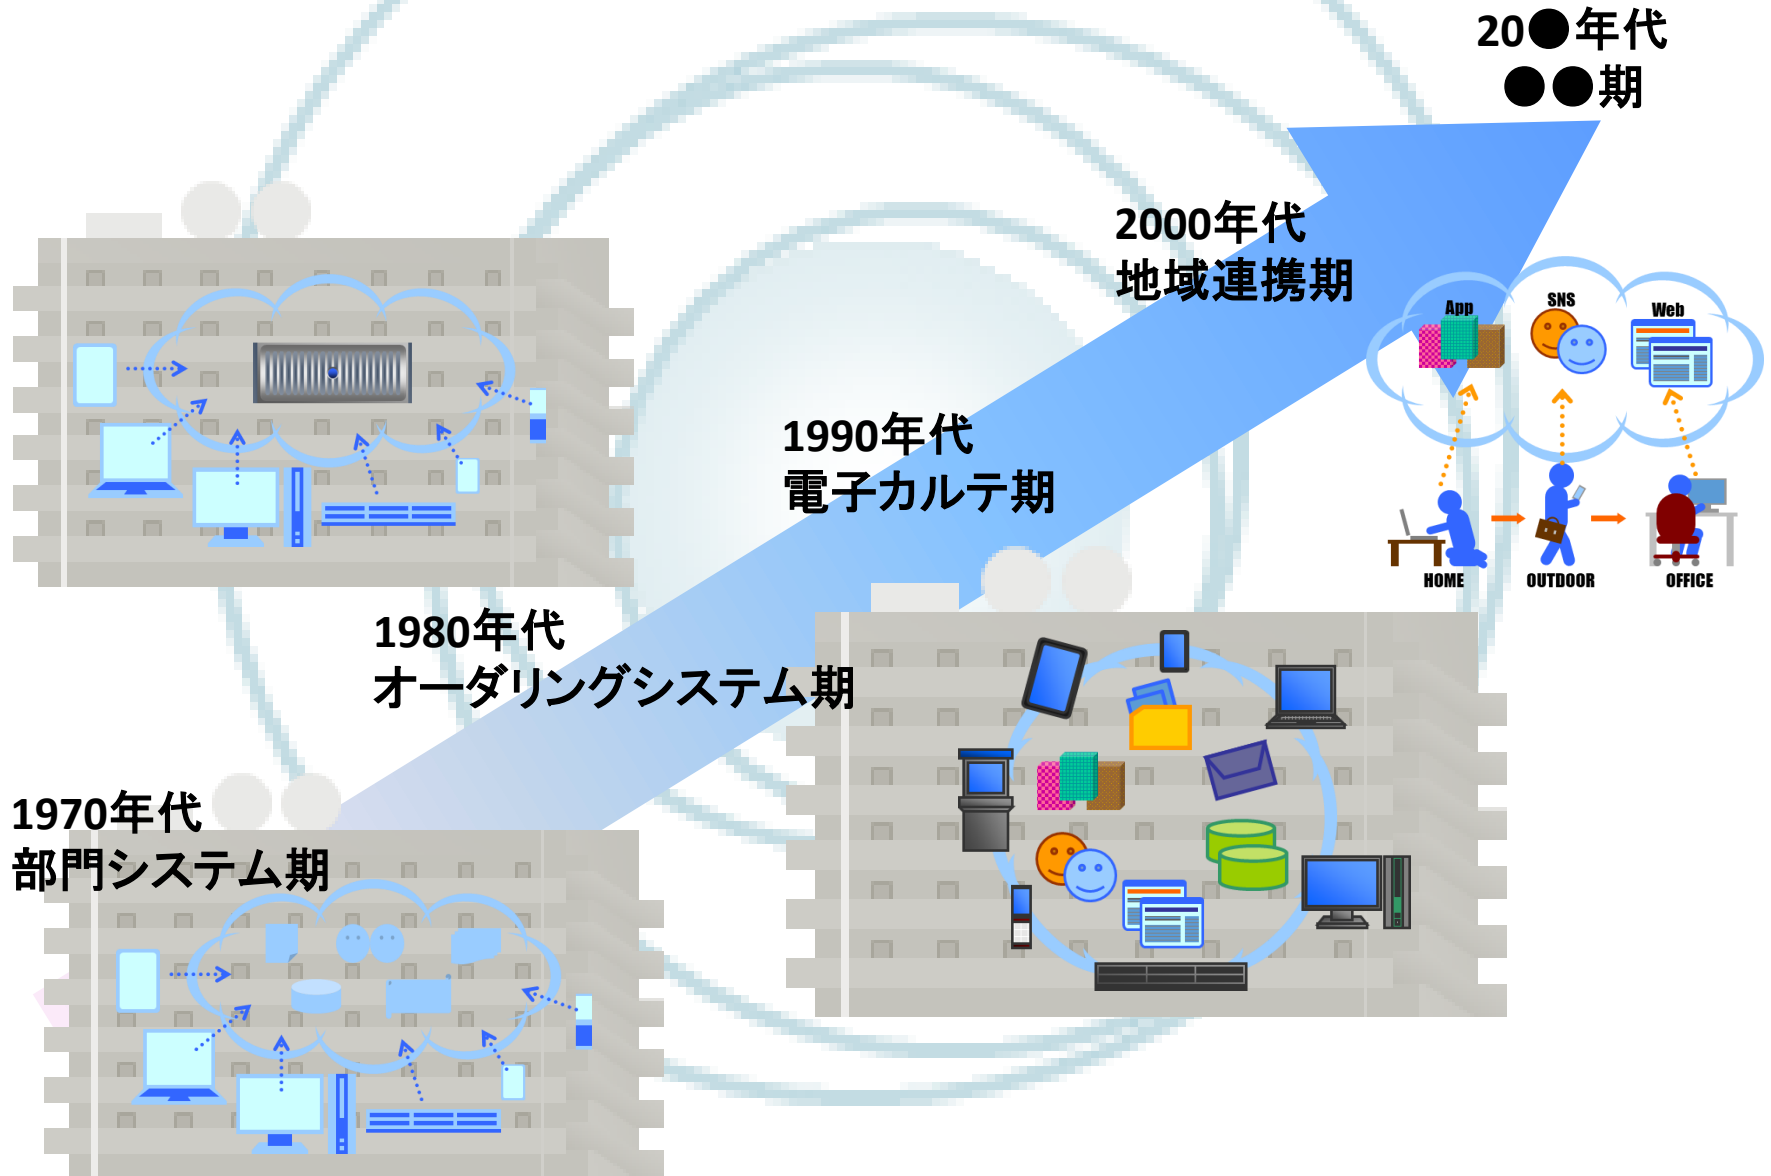 20●年代
●●期
2000年代
地域連携期
App
SNS
Web
1990年代
電子カルテ期
HOME
OUTDOOR
OFFICE
1980年代
オーダリングシステム期
1970年代
部門システム期